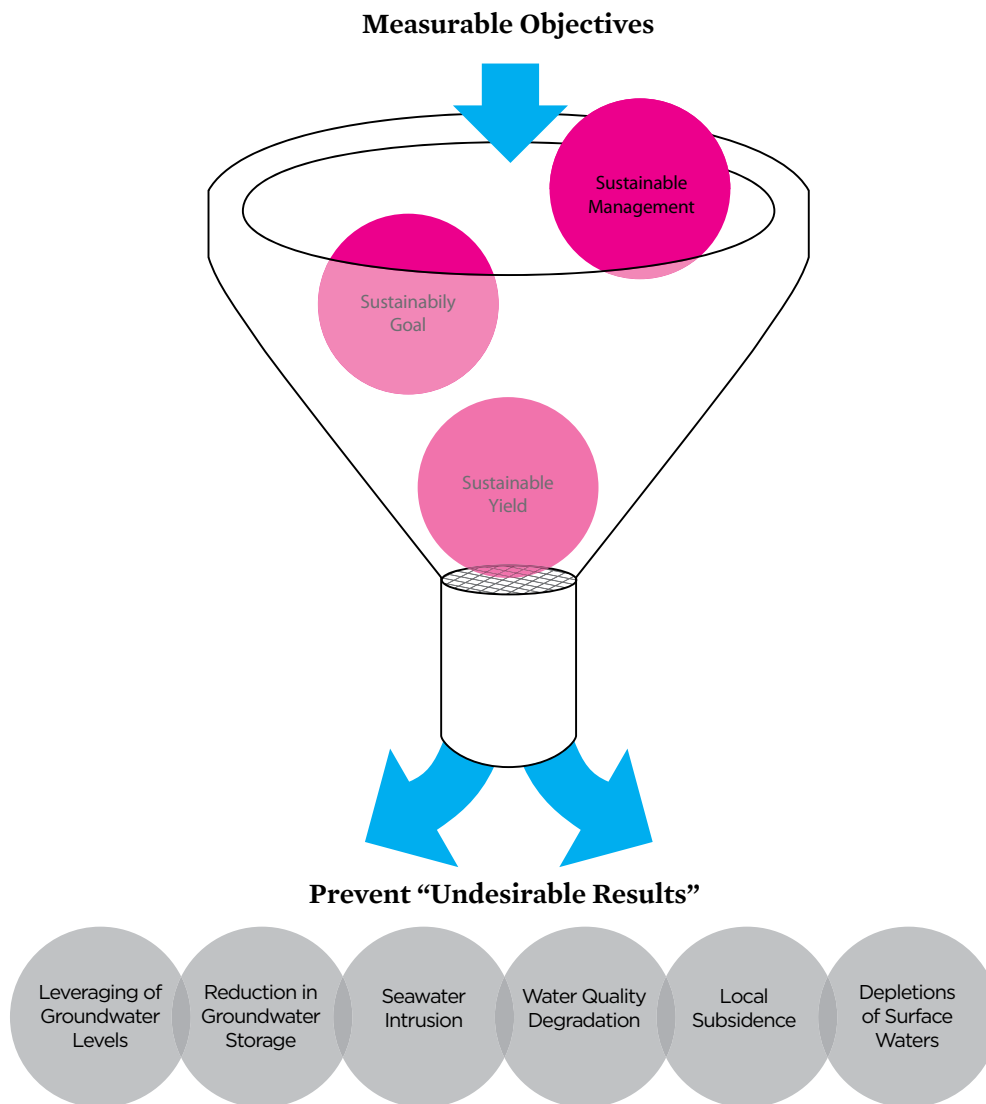 Measurable Objectives
Sustainable
Management
Sustainabily
Goal
Sustainable
Yield
Prevent “Undesirable Results”
Leveraging of
Groundwater
Levels
Reduction in
Groundwater
Storage
Seawater
Intrusion
Water Quality
Degradation
Local
Subsidence
Depletions
of Surface
Waters